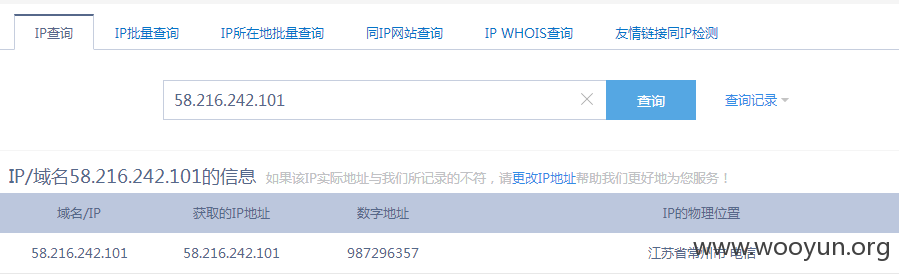 IP查询 IP批量查询 IP所在地批量查询 同IP网站查询 IP WHOIS查询 友情链接同IP检测
58.216.242.101 查询 查询记录
IP/域名58.216.242.101的信息 如果该IP实际地址与我们所记录的不符，请更改IP地址帮助我们更好地为您服务！
域名/IP 获取的IP地址 数字地址 IP的物理位置
58.216.242.101 58.216.242.101 987296357 江苏省常州市 电信
www.wooyun.org